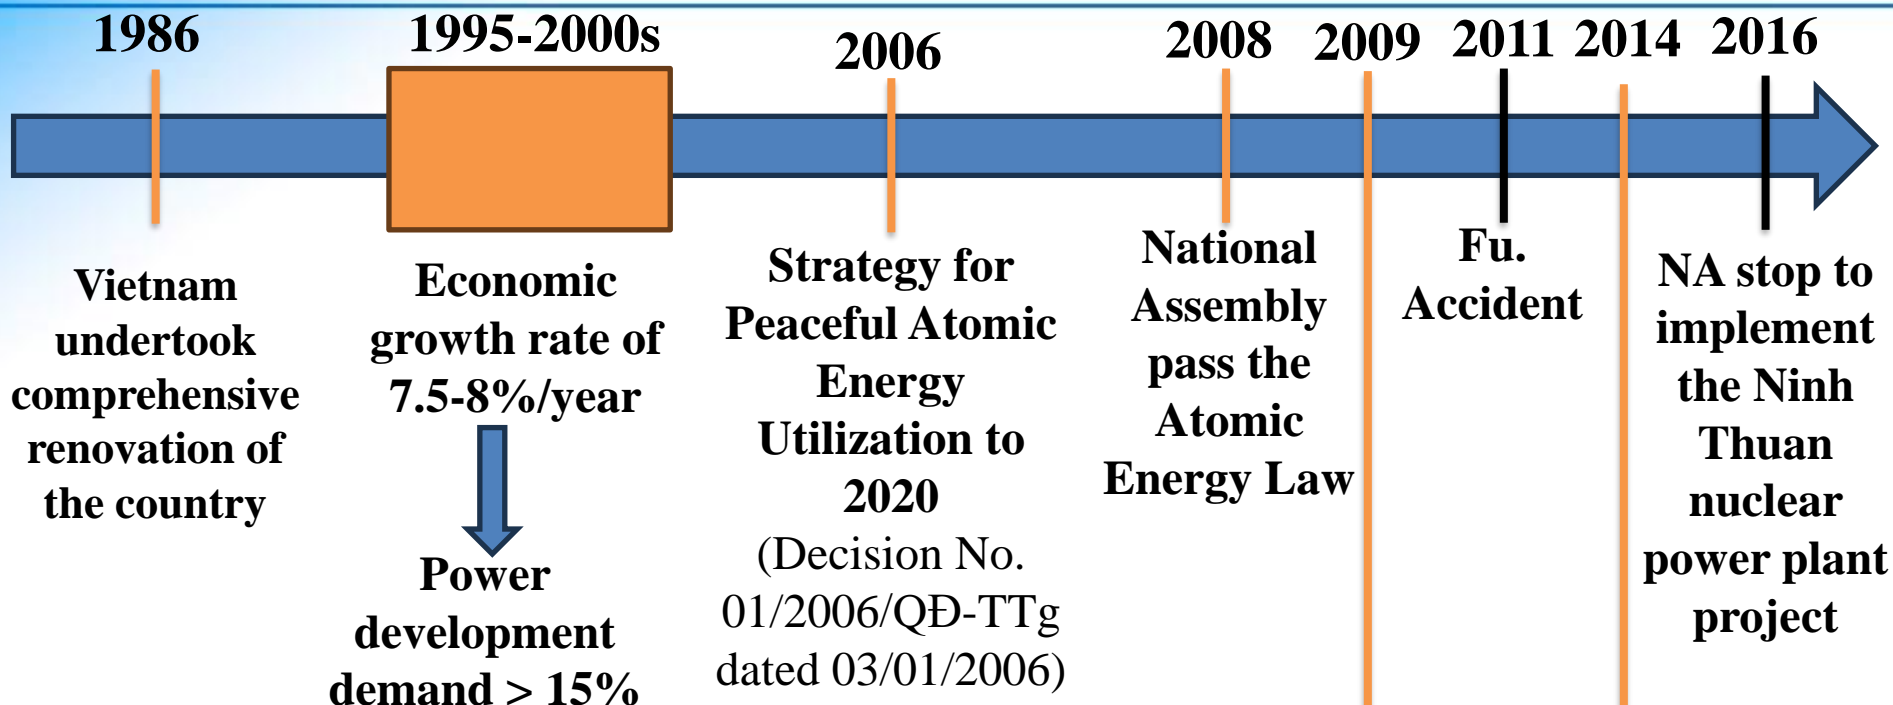 1986
1995-2000s
2006
2008
2009
2011
2014
2016
Vietnam
undertook
comprehensive
renovation of
the country
Economic
growth rate of
7.5-8%/year
Power
development
demand > 15%
Strategy for
Peaceful Atomic
Energy
Utilization to
2020
(Decision No.
01/2006/QĐ-TTg
dated 03/01/2006)
National
Assembly
pass the
Atomic
Energy Law
Fu.
Accident
NA stop to
implement
the Ninh
Thuan
nuclear
power plant
project